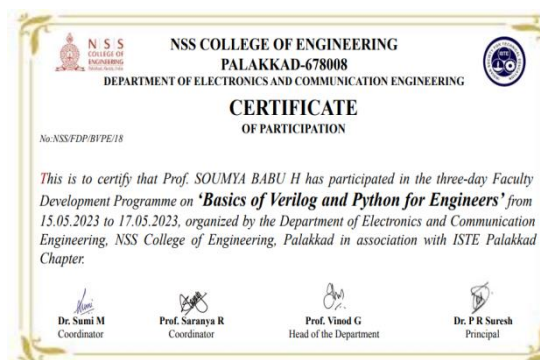 N S S
COLLEGE OF
ENGINEERING
NSS COLLEGE OF ENGINEERING
PALAKKAD-678008
DEPARTMENT OF ELECTRONICS AND COMMUNICATION ENGINEERING
ISTE
CERTIFICATE
OF PARTICIPATION
No:NSS/FDP/BVPE/18
This is to certify that Prof. SOUMYA BABU H has participated in the three-day Faculty
Development Programme on ‘Basics of Verilog and Python for Engineers’ from
15.05.2023 to 17.05.2023, organized by the Department of Electronics and Communication
Engineering, NSS College of Engineering, Palakkad in association with ISTE Palakkad
Chapter.
Dr. Sumi M
Coordinator
Prof. Saranya R
Coordinator
Prof. Vinod G
Head of the Department
Dr. P R Suresh
Principal